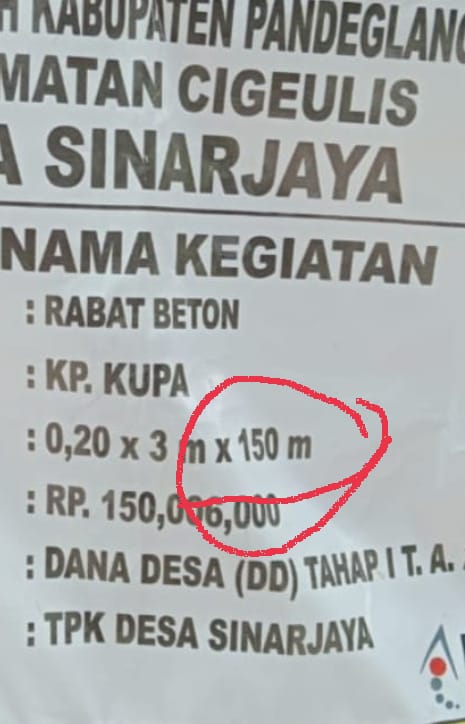 H KABUPATEN PANDEGLANG
MATAN CIGEULIS
A SINARJAYA
NAMA KEGIATAN
: RABAT BETON
: KP. KUPA
: 0,20 x 3 m x 150 m
: RP. 150,006,000
: DANA DESA (DD) TAHAP I T. A.
: TPK DESA SINARJAYA